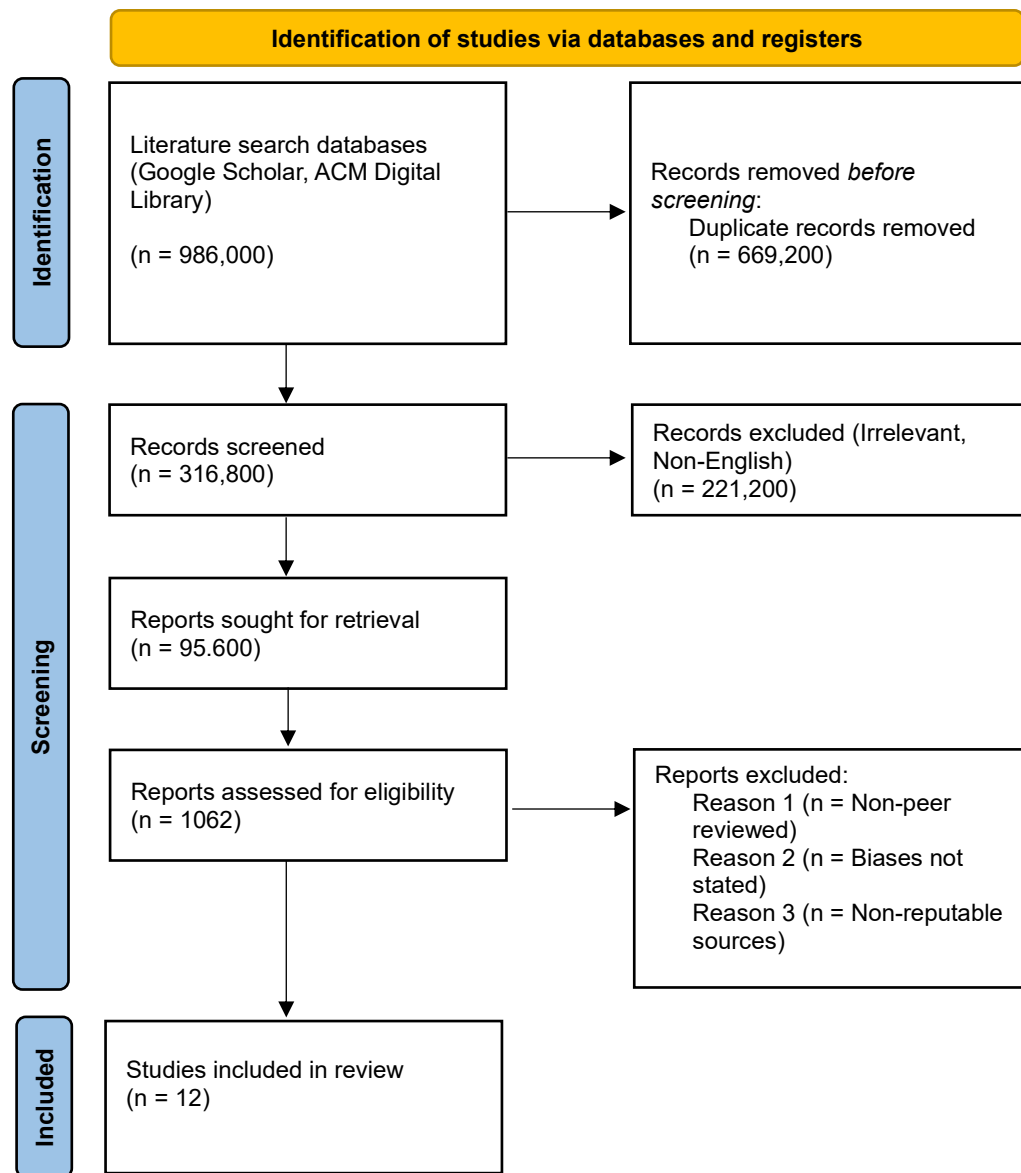 Identification of studies via databases and registers
Identification
Literature search databases
(Google Scholar, ACM Digital
Library)
(n = 986,000)
Records removed before
screening:
Duplicate records removed
(n = 669,200)
Screening
Records screened
(n = 316,800)
Records excluded (Irrelevant,
Non-English)
(n = 221,200)
Reports sought for retrieval
(n = 95.600)
Reports assessed for eligibility
(n = 1062)
Reports excluded:
Reason 1 (n = Non-peer
reviewed)
Reason 2 (n = Biases not
stated)
Reason 3 (n = Non-reputable
sources)
Included
Studies included in review
(n = 12)